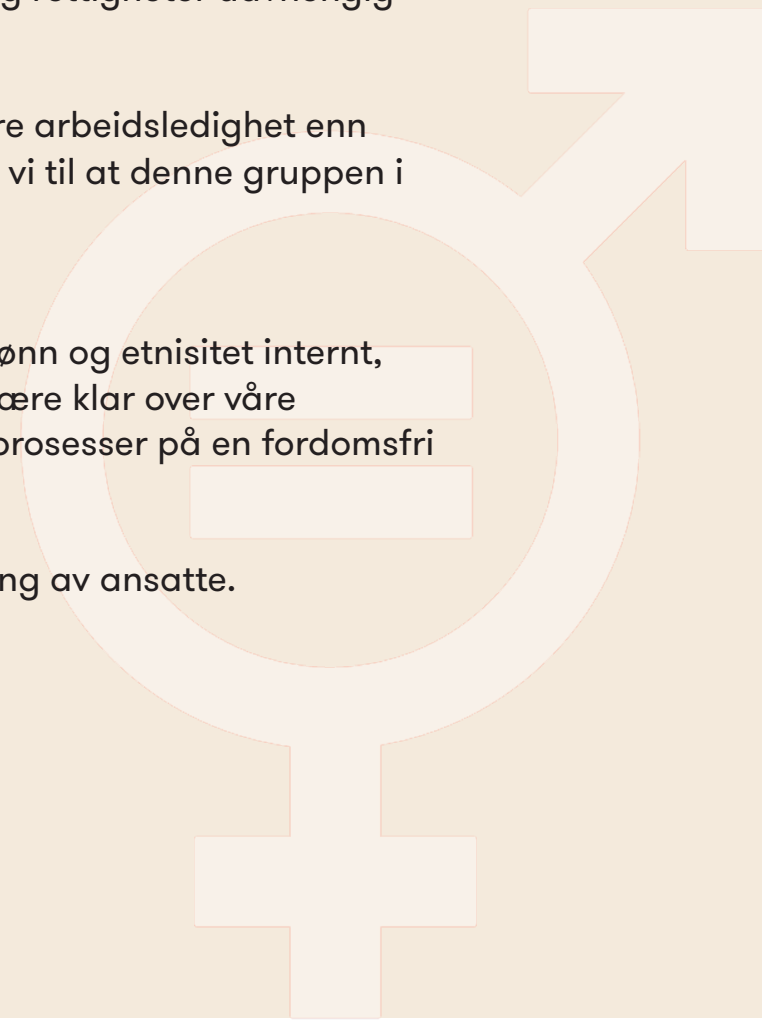 re arbeidsledighet enn
vi til at denne gruppen i
ønn og etnisitet internt,
ære klar over våre
prosesser på en fordomsfri
ng av ansatte.